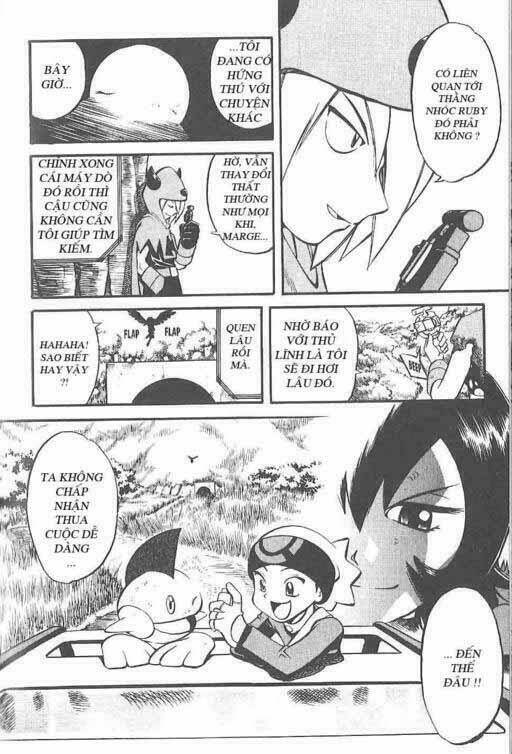 BÂY
GIỜ...
...TÔI
ĐANG CÓ
HỨNG
THÚ VỚI
CHUYỆN
KHÁC
CÓ LIÊN
QUAN TỚI
THẰNG
NHÓC RUBY
ĐÓ PHẢI
KHÔNG ?
CHỈNH XONG
CÁI MÁY DÒ
ĐÓ RỒI THÌ
CẬU CŨNG
KHÔNG CẦN
TÔI GIÚP TÌM
KIẾM.
HỜ, VẪN
THAY ĐỔI
THẤT
THƯỜNG
NHƯ MỌI
KHI,
MARGE...
HAHAHA!
SAO BIẾT
HAY VẬY
?!
FLAP
FLAP
QUEN
LÂU
RỒI
MÀ.
NHỜ BÁO
VỚI THỦ
LĨNH LÀ TÔI
SẼ ĐI HƠI
LÂU ĐÓ.
BEEP
TA KHÔNG
CHẤP
NHẬN
THUA
CUỘC DỄ
DÀNG
...
... ĐẾN
THẾ
ĐÂU !!